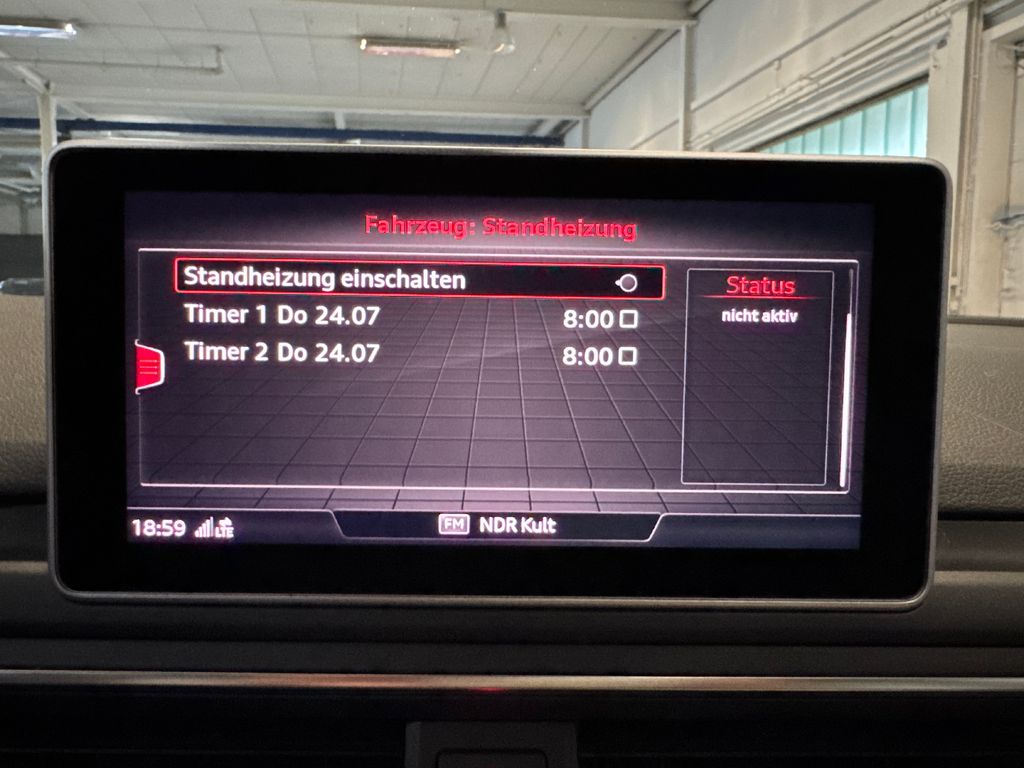 Fahrzeug: Standheizung
Standheizung einschalten
Timer 1 Do 24.07 8:00
Timer 2 Do 24.07 8:00
Status
nicht aktiv
18:59 LTE
FM NDR Kult